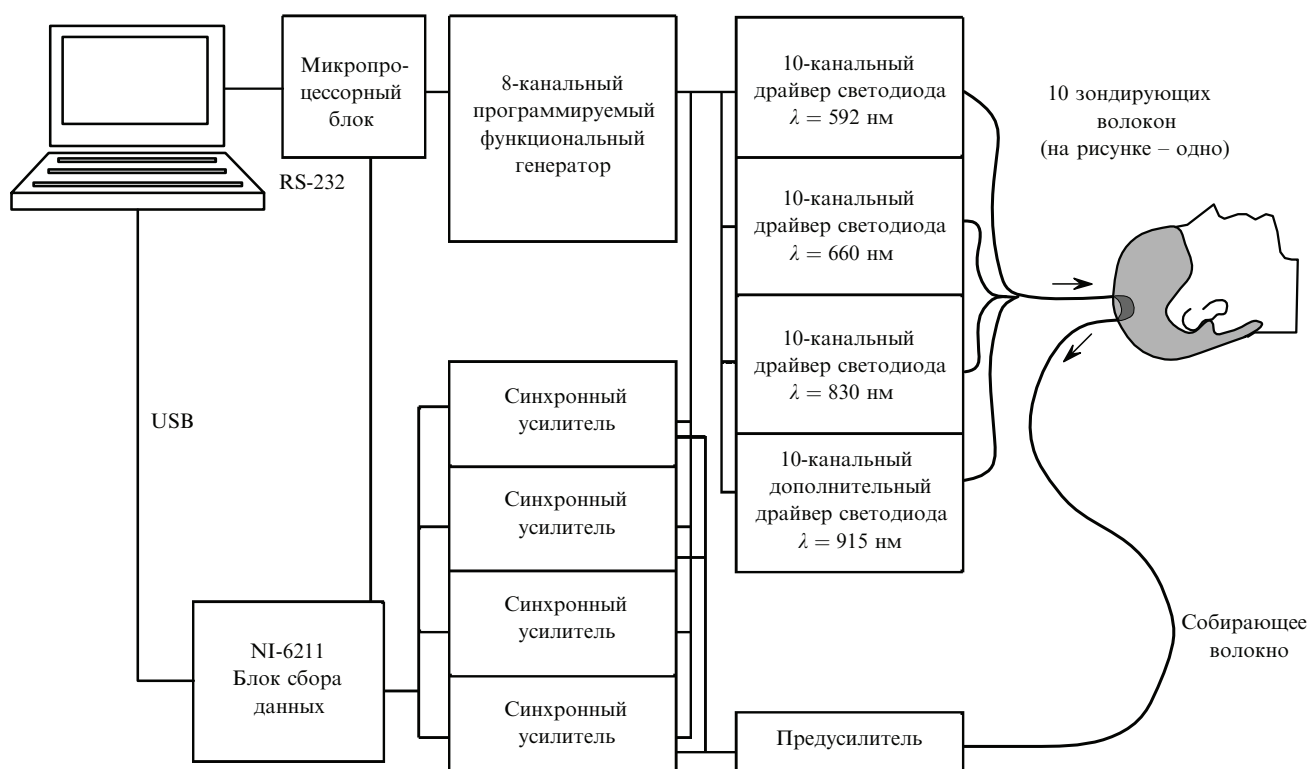 Микропро-
цессорный
блок
8-канальный
программируемый
функциональный
генератор
10-канальный
драйвер светодиода
λ = 592 нм
10 зондирующих
волокон
(на рисунке – одно)
RS-232
10-канальный
драйвер светодиода
λ = 660 нм
10-канальный
драйвер светодиода
λ = 830 нм
USB
Синхронный
усилитель
10-канальный
дополнительный
драйвер светодиода
λ = 915 нм
Синхронный
усилитель
Синхронный
усилитель
Собирающее
волокно
NI-6211
Блок сбора
данных
Синхронный
усилитель
Предусилитель